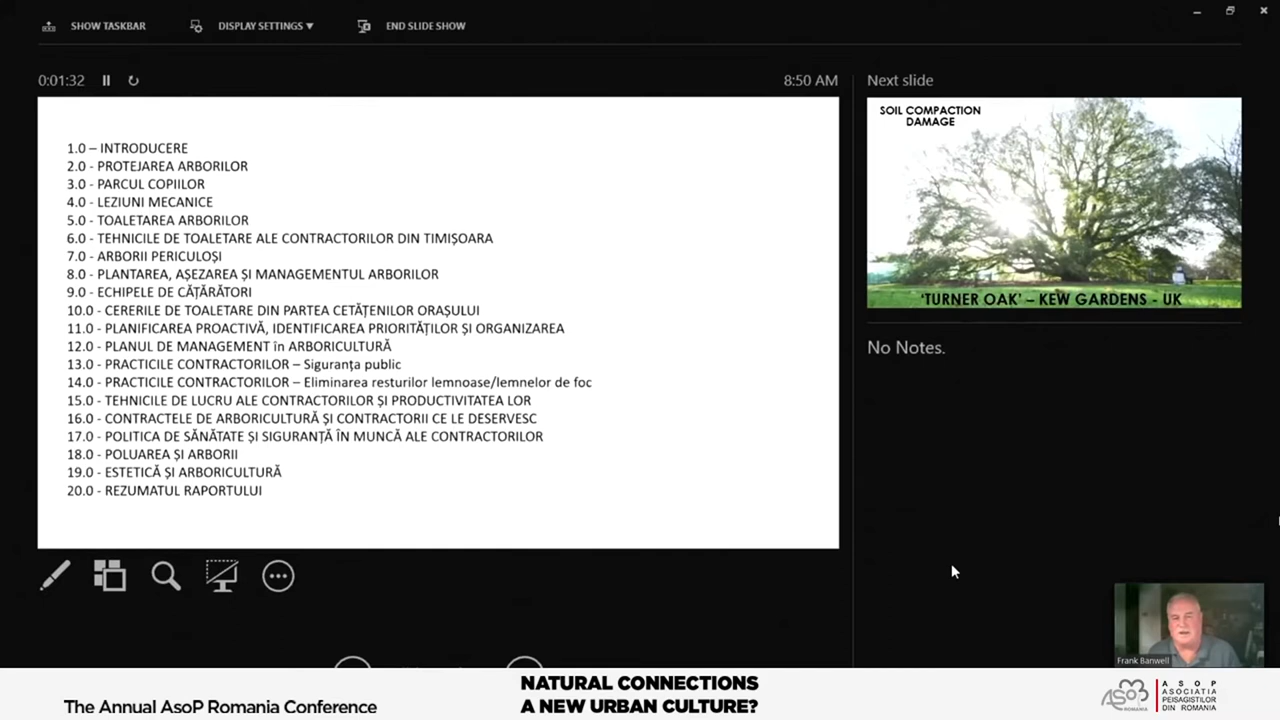 SHOW TASKBAR
DISPLAY SETTINGS ▼
END SLIDE SHOW
0:01:32
8:50 AM
1.0 – INTRODUCERE
2.0 - PROTEJAREA ARBORILOR
3.0 - PARCUL COPIILOR
4.0 - LEZIUNI MECANICE
5.0 - TOALETAREA ARBORILOR
6.0 - TEHNICILE DE TOALETARE ALE CONTRACTORILOR DIN TIMIȘOARA
7.0 - ARBORII PERICULOȘI
8.0 - PLANTAREA, AȘEZAREA ȘI MANAGEMENTUL ARBORILOR
9.0 - ECHIPELE DE CĂȚĂRĂTORI
10.0 - CERERILE DE TOALETARE DIN PARTEA CETĂȚENILOR ORAȘULUI
11.0 - PLANIFICAREA PROACTIVĂ, IDENTIFICAREA PRIORITĂȚILOR ȘI ORGANIZAREA
12.0 - PLANUL DE MANAGEMENT în ARBORICULTURĂ
13.0 - PRACTICILE CONTRACTORILOR – Siguranța public
14.0 - PRACTICILE CONTRACTORILOR – Eliminarea resturilor lemnoase/lemnelor de foc
15.0 - TEHNICILE DE LUCRU ALE CONTRACTORILOR ȘI PRODUCTIVITATEA LOR
16.0 - CONTRACTELE DE ARBORICULTURĂ ȘI CONTRACTORII CE LE DESERVESC
17.0 - POLITICA DE SĂNĂTATE ȘI SIGURANȚĂ ÎN MUNCĂ ALE CONTRACTORILOR
18.0 - POLUAREA ȘI ARBORII
19.0 - ESTETICĂ ȘI ARBORICULTURĂ
20.0 - REZUMATUL RAPORTULUI
Next slide
SOIL COMPACTION
DAMAGE
'TURNER OAK' – KEW GARDENS - UK
No Notes.
Frank Banwell
The Annual AsoP Romania Conference
NATURAL CONNECTIONS
A NEW URBAN CULTURE?
ASoP
ROMANIA
A S O P
ASOCIATIA
PEISAGISTILOR
DIN ROMANIA